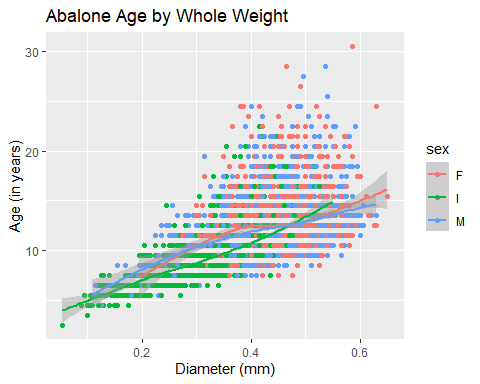 Abalone Age by Whole Weight
Age (in years)
30
20
10
0.2
0.4
0.6
Diameter (mm)
sex
F
I
M